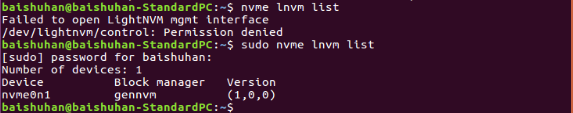 baishuhan@baishuhan-StandardPC:~$ nvme lnvm list
Failed to open LightNVM mgmt interface
/dev/lightnvm/control: Permission denied
baishuhan@baishuhan-StandardPC:~$ sudo nvme lnvm list
[sudo] password for baishuhan:
Number of devices: 1
Device Block manager Version
nvme0n1 gennvm (1,0,0)
baishuhan@baishuhan-StandardPC:~$